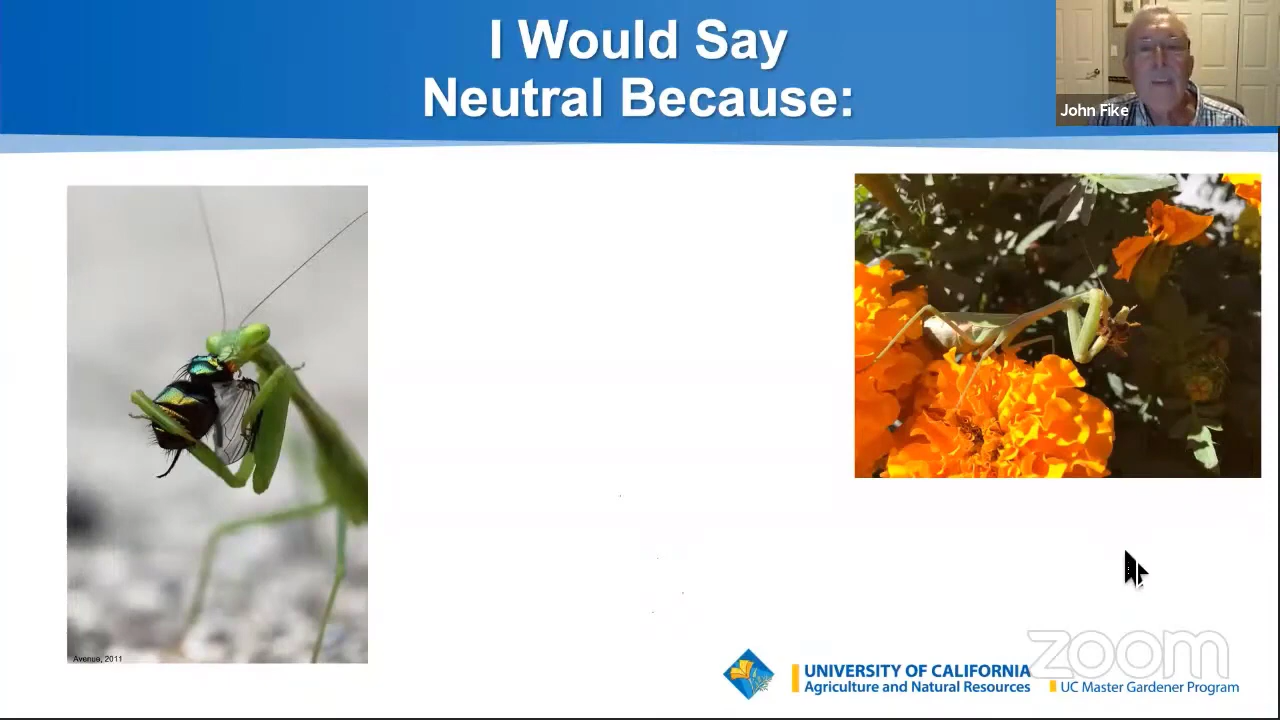 I Would Say
Neutral Because:
John Fike
Avenue, 2011
zoom
UNIVERSITY OF CALIFORNIA
Agriculture and Natural Resources
UC Master Gardener Program